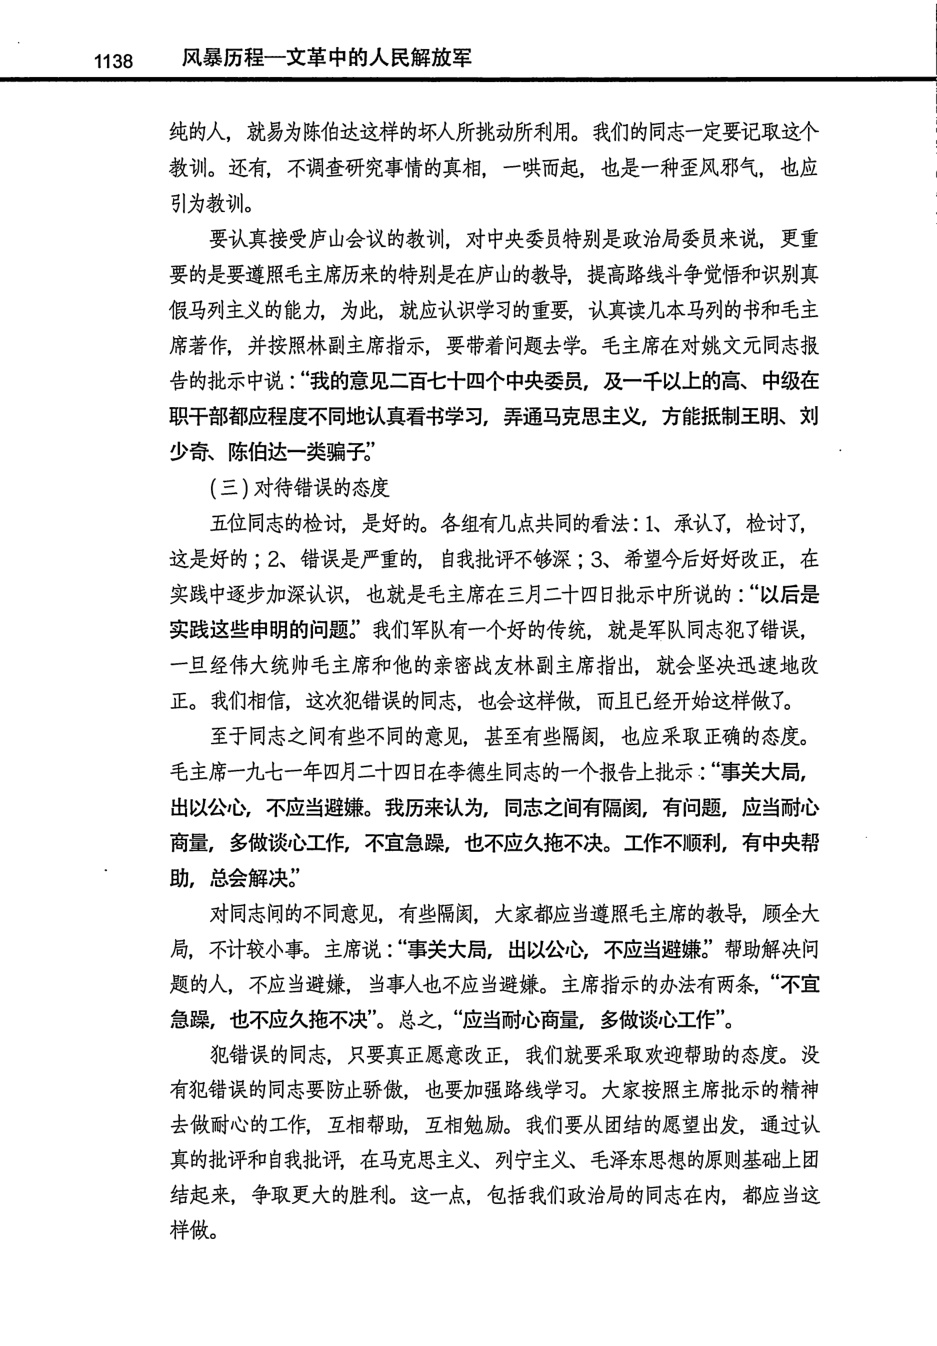 1138 风暴历程—文革中的人民解放军
纯的人，就易为陈伯达这样的坏人所挑动所利用。我们的同志一定要记取这个
教训。还有，不调查研究事情的真相，一哄而起，也是一种歪风邪气，也应
引为教训。
要认真接受庐山会议的教训，对中央委员特别是政治局委员来说，更重
要的是要遵照毛主席历来的特别是在庐山的教导，提高路线斗争觉悟和识别真
假马列主义的能力，为此，就应认识学习的重要，认真读几本马列的书和毛主
席著作，并按照林副主席指示，要带着问题去学。毛主席在对姚文元同志报
告的批示中说：“我的意见二百七十四个中央委员，及一千以上的高、中级在
职干部都应程度不同地认真看书学习，弄通马克思主义，方能抵制王明、刘
少奇、陈伯达一类骗子。”
(三)对待错误的态度
五位同志的检讨，是好的。各组有几点共同的看法：1、承认了，检讨了，
这是好的；2、错误是严重的，自我批评不够深；3、希望今后好好改正，在
实践中逐步加深认识，也就是毛主席在三月二十四日批示中所说的：“以后是
实践这些申明的问题。”我们军队有一个好的传统，就是军队同志犯了错误，
一旦经伟大统帅毛主席和他的亲密战友林副主席指出，就会坚决迅速地改
正。我们相信，这次犯错误的同志，也会这样做，而且已经开始这样做了。
至于同志之间有些不同的意见，甚至有些隔阂，也应采取正确的态度。
毛主席一九七一年四月二十四日在李德生同志的一个报告上批示：“事关大局，
出以公心，不应当避嫌。我历来认为，同志之间有隔阂，有问题，应当耐心
商量，多做谈心工作，不宜急躁，也不应久拖不决。工作不顺利，有中央帮
助，总会解决。”
对同志间的不同意见，有些隔阂，大家都应当遵照毛主席的教导，顾全大
局，不计较小事。主席说：“事关大局，出以公心，不应当避嫌。”帮助解决问
题的人，不应当避嫌，当事人也不应当避嫌。主席指示的办法有两条，“不宜
急躁，也不应久拖不决”。总之，“应当耐心商量，多做谈心工作”。
犯错误的同志，只要真正愿意改正，我们就要采取欢迎帮助的态度。没
有犯错误的同志要防止骄傲，也要加强路线学习。大家按照主席批示的精神
去做耐心的工作，互相帮助，互相勉励。我们要从团结的愿望出发，通过认
真的批评和自我批评，在马克思主义、列宁主义、毛泽东思想的原则基础上团
结起来，争取更大的胜利。这一点，包括我们政治局的同志在内，都应当这
样做。